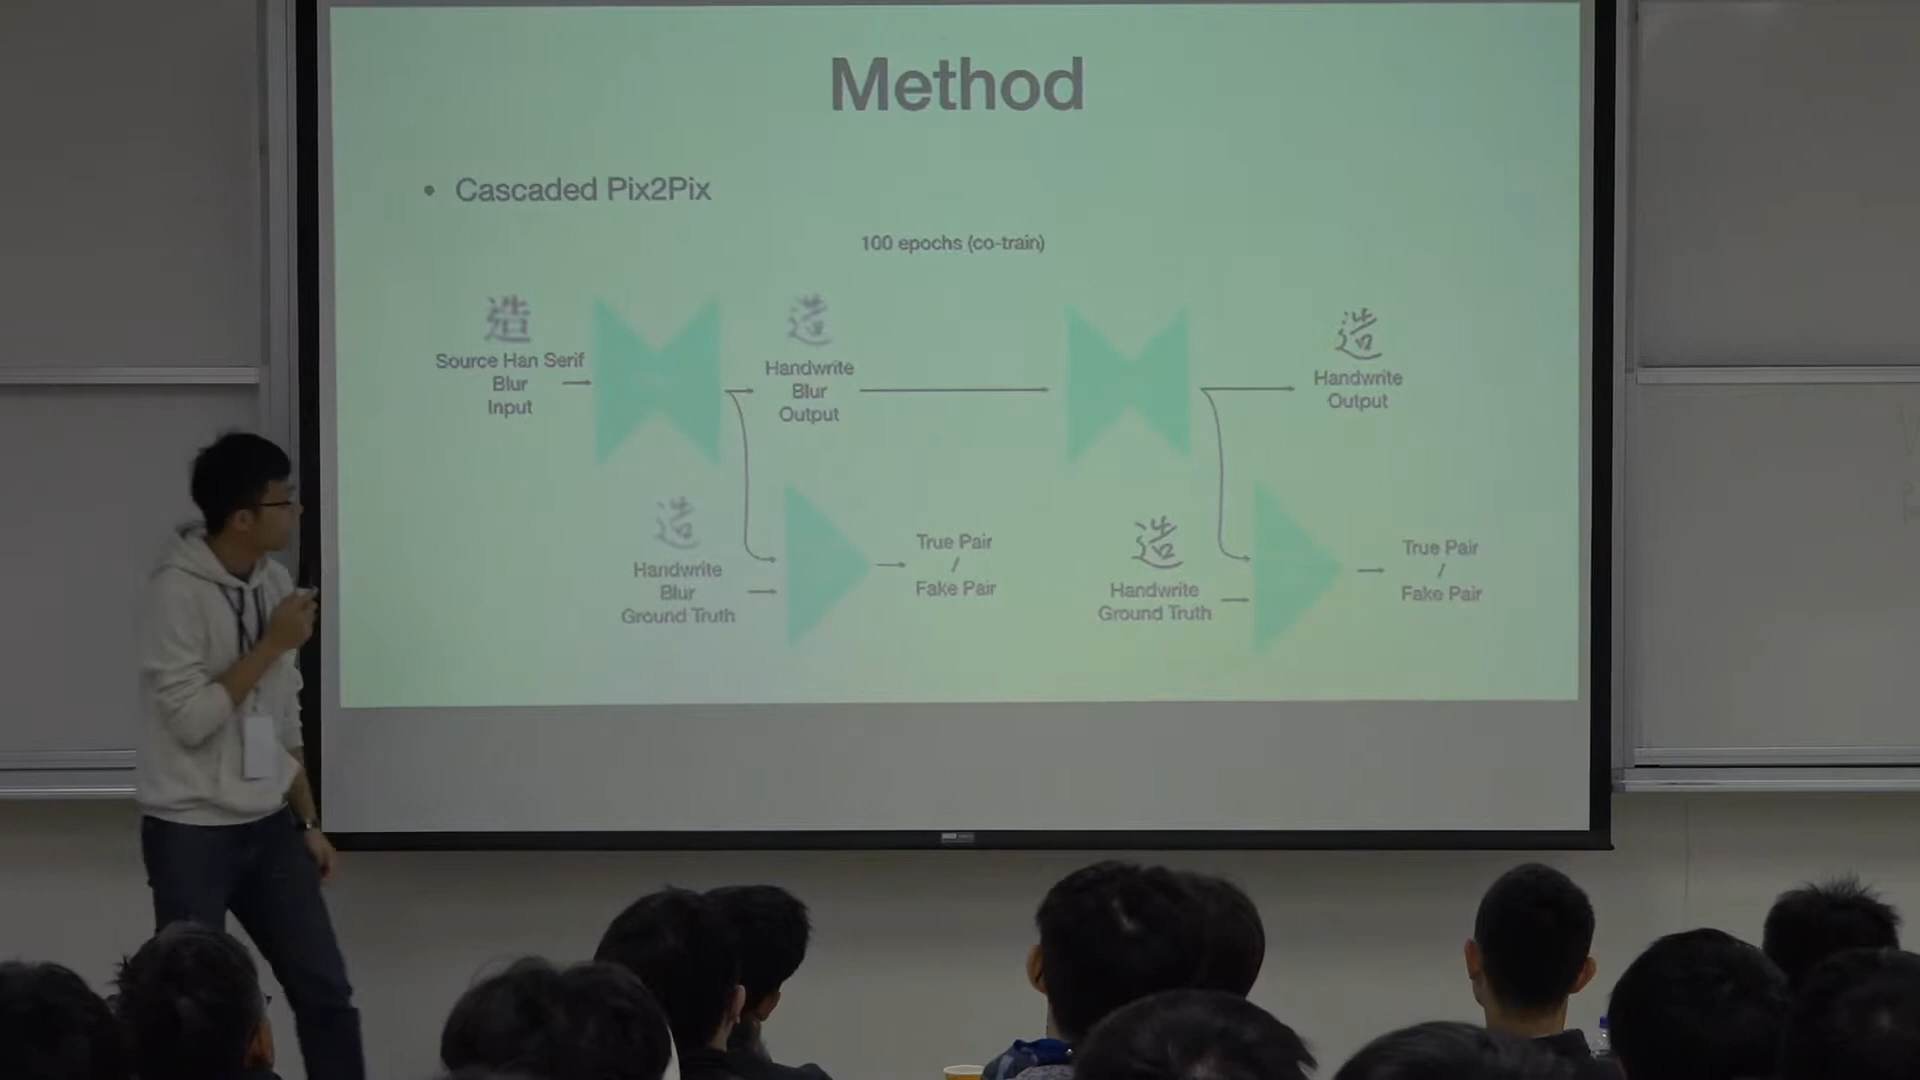 Method
• Cascaded Pix2Pix
100 epochs (co-train)
造
Source Han Serif
Blur
Input
造
Handwrite
Blur
Output
造
Handwrite
Output
造
Handwrite
Blur
Ground Truth
True Pair
/
Fake Pair
造
Handwrite
Ground Truth
True Pair
/
Fake Pair